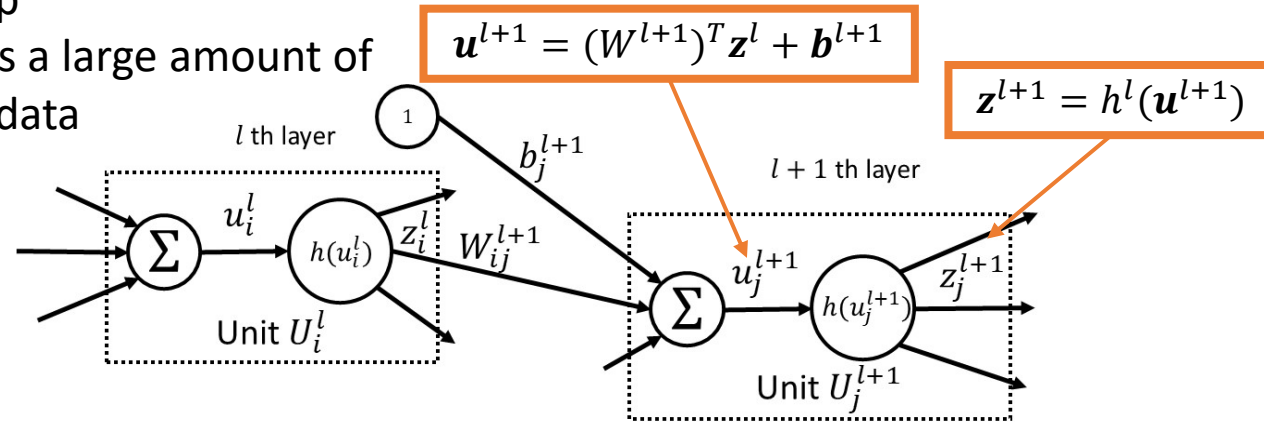 p
s a large amount of
data
𝒖^{l+1} = (W^{l+1})^T 𝒛^l + 𝒃^{l+1}
𝒛^{l+1} = h^l(𝒖^{l+1})
l th layer
1
b_j^{l+1}
l + 1 th layer
Σ
u_i^l
h(u_i^l)
z_i^l
W_{ij}^{l+1}
Unit U_i^l
Σ
u_j^{l+1}
h(u_j^{l+1})
z_j^{l+1}
Unit U_j^{l+1}